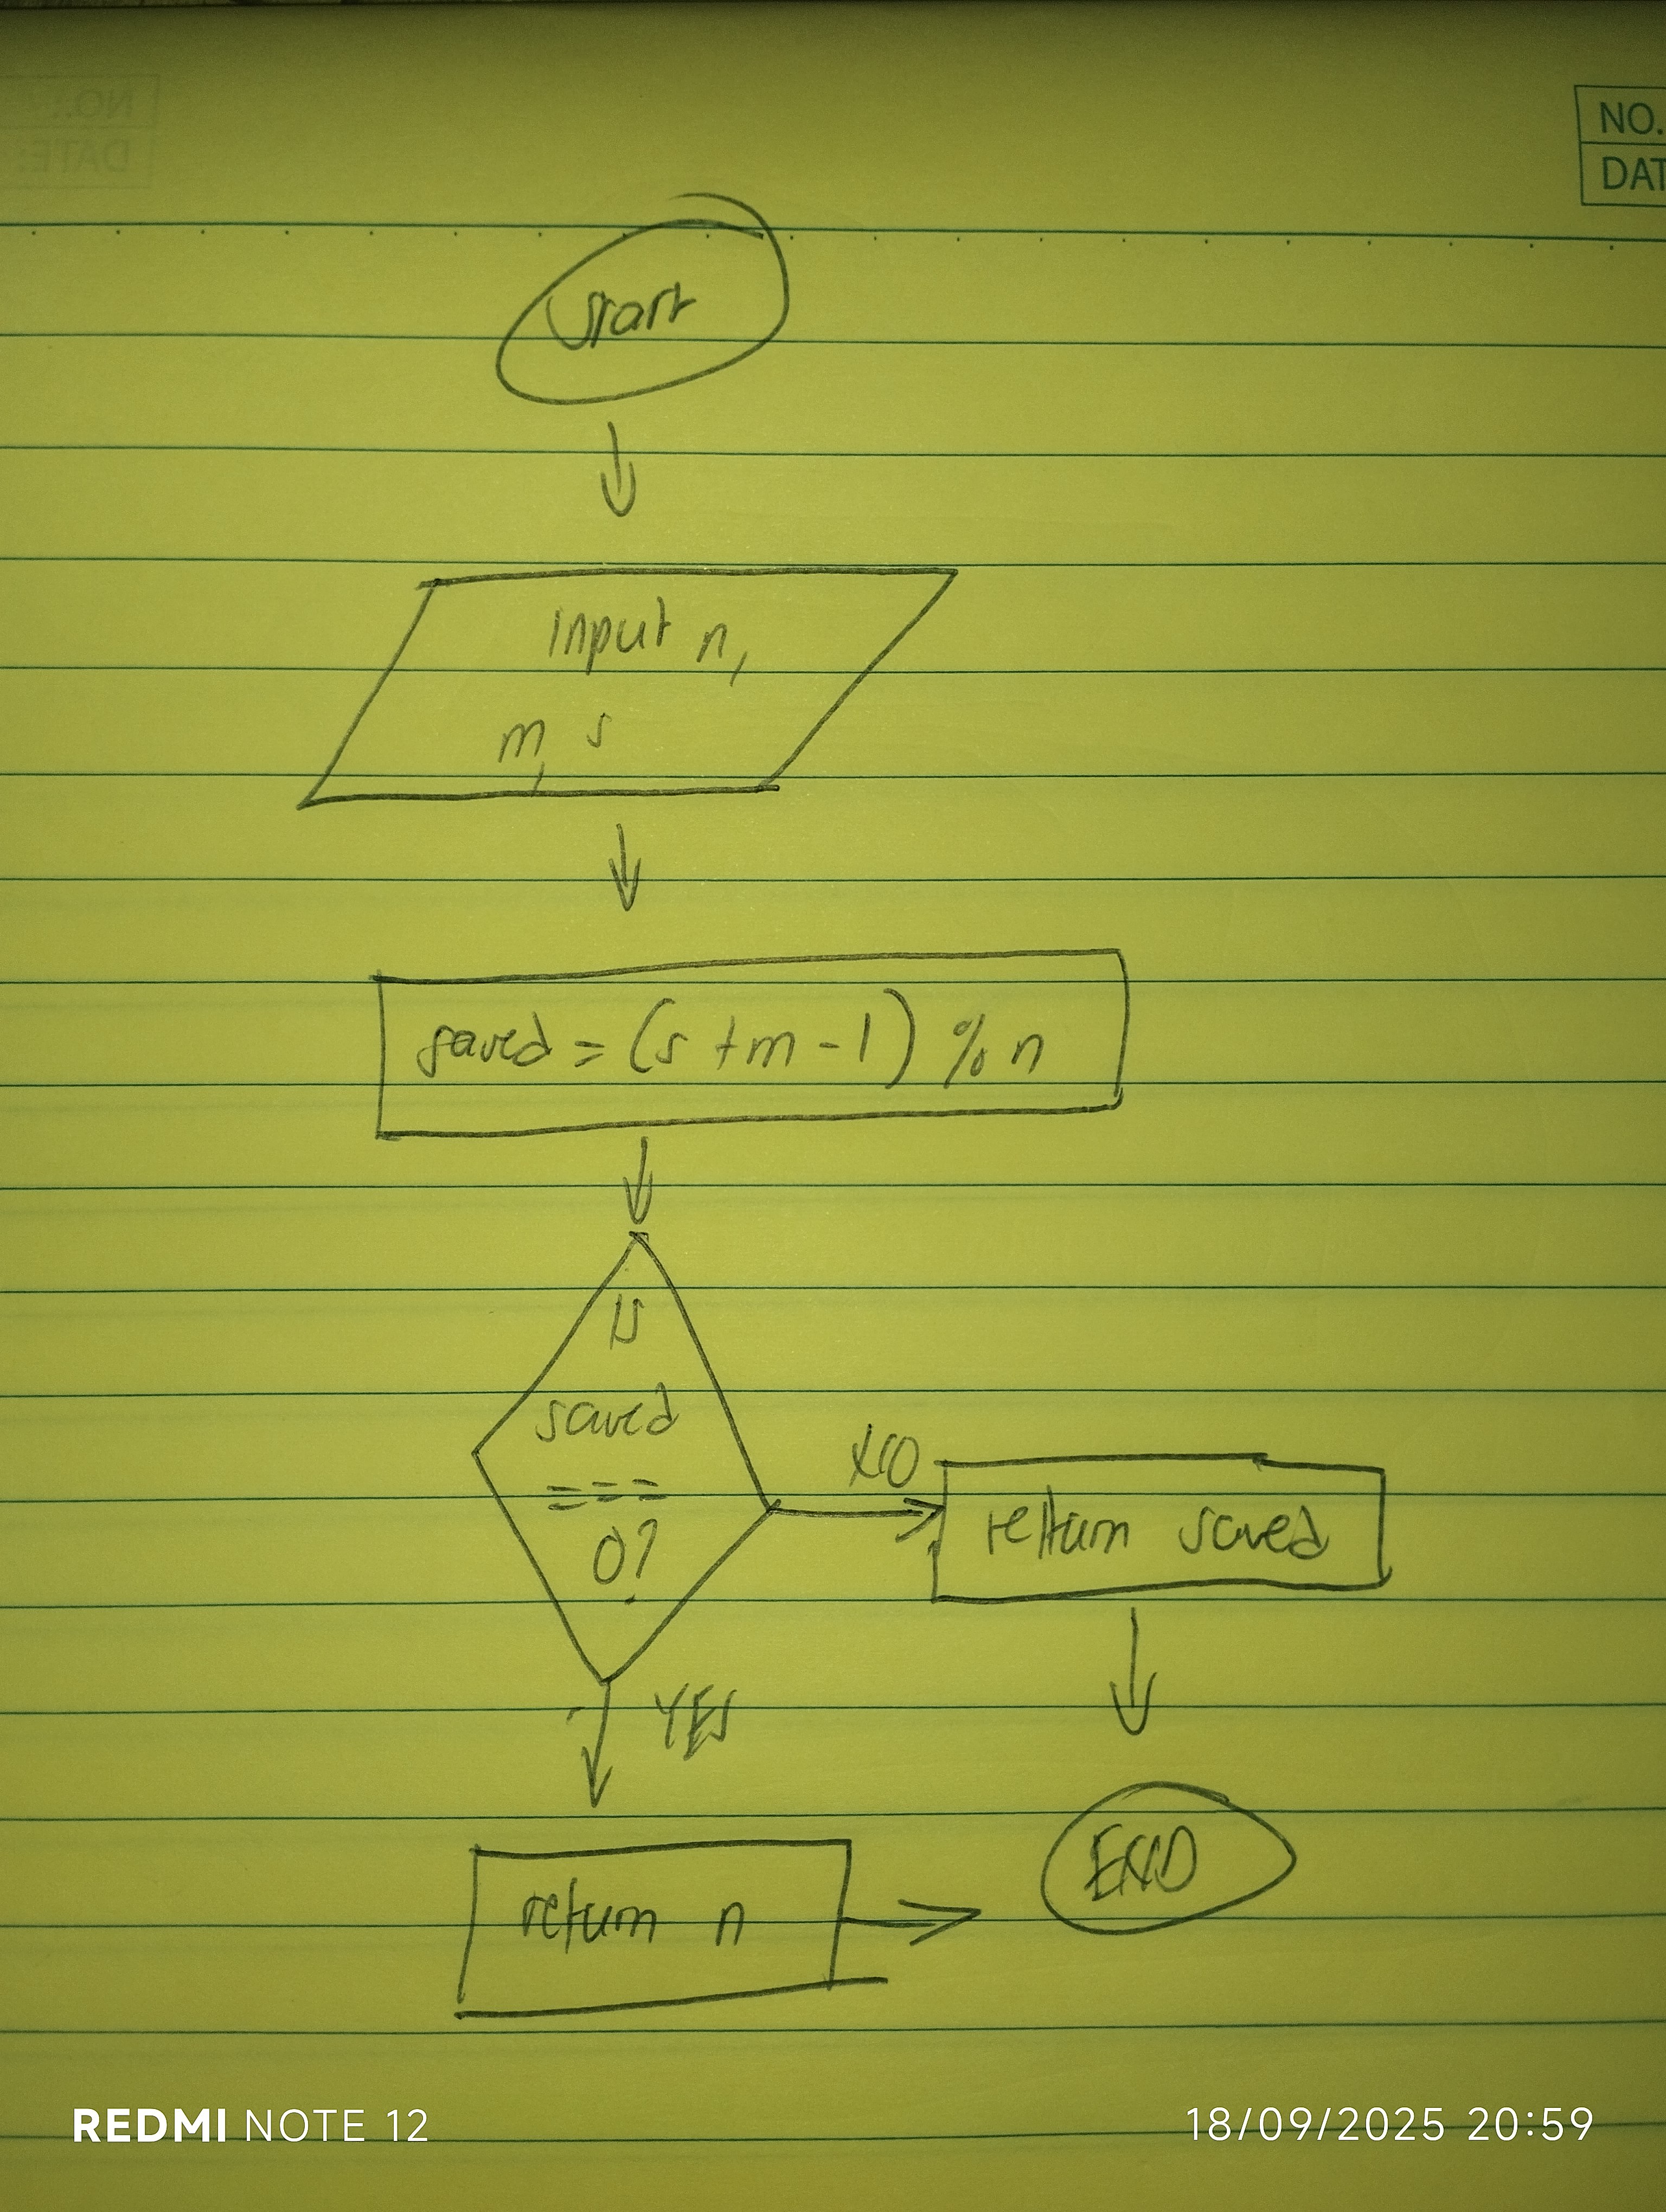 NO.
DAT
start
input n,
m, s
saved = (s + m - 1) % n
is
saved
===
0?
NO
return saved
YES
return n
END
REDMI NOTE 12
18/09/2025 20:59